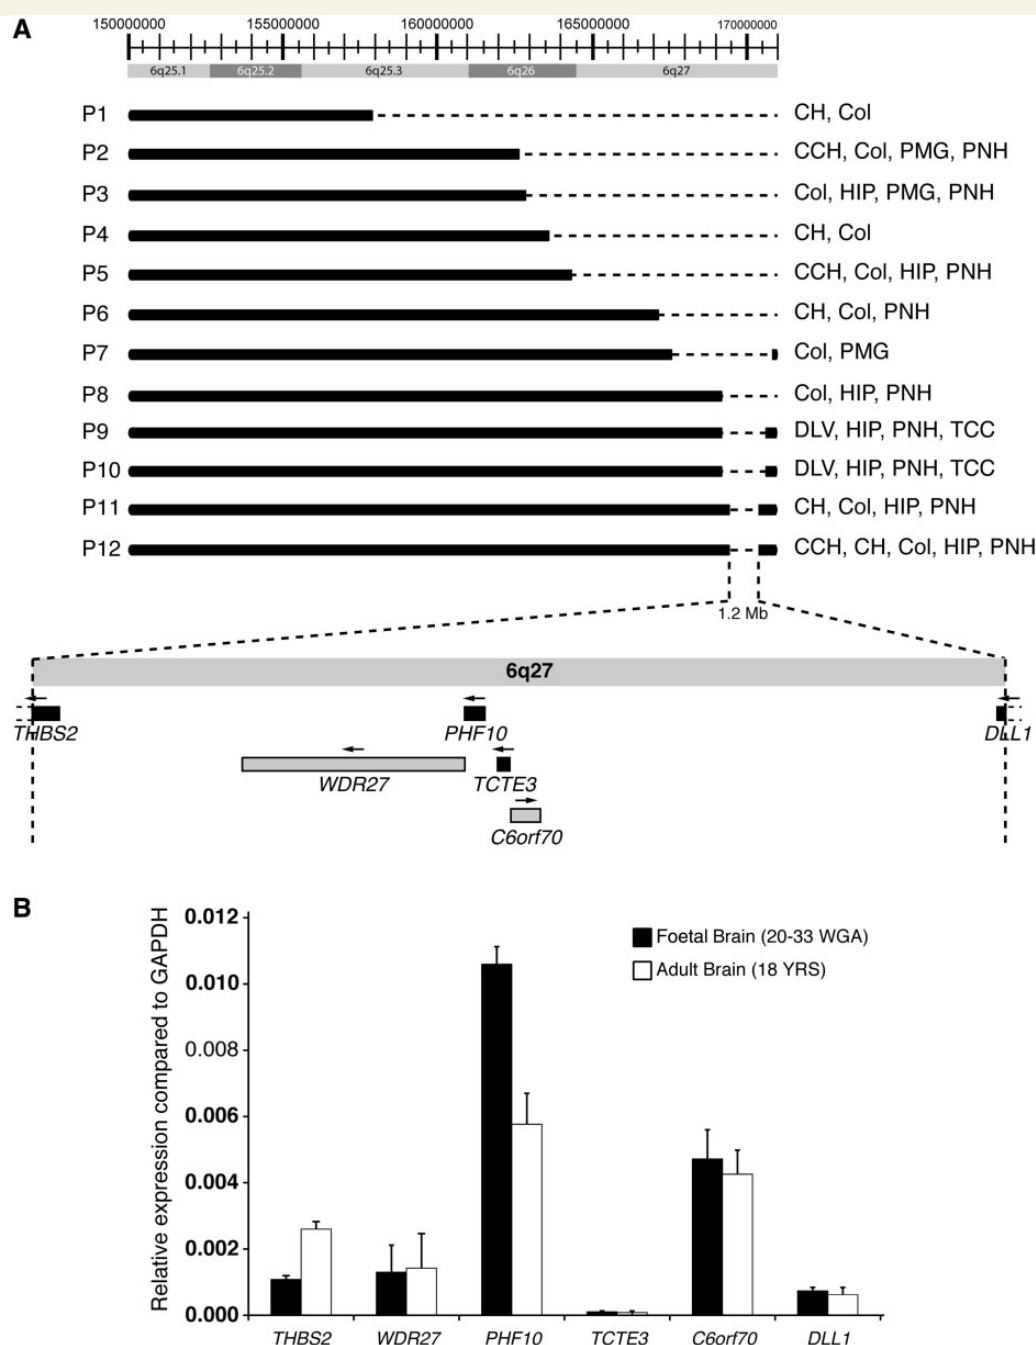 A
150000000 155000000 160000000 165000000 170000000
6q25.1 6q25.2 6q25.3 6q26 6q27
P1 CH, Col
P2 CCH, Col, PMG, PNH
P3 Col, HIP, PMG, PNH
P4 CH, Col
P5 CCH, Col, HIP, PNH
P6 CH, Col, PNH
P7 Col, PMG
P8 Col, HIP, PNH
P9 DLV, HIP, PNH, TCC
P10 DLV, HIP, PNH, TCC
P11 CH, Col, HIP, PNH
P12 CCH, CH, Col, HIP, PNH
1.2 Mb
6q27
THBS2 PHF10 DLL1
WDR27 TCTE3
C6orf70
B
Relative expression compared to GAPDH
0.012
0.010
0.008
0.006
0.004
0.002
0.000
Foetal Brain (20-33 WGA)
Adult Brain (18 YRS)
THBS2 WDR27 PHF10 TCTE3 C6orf70 DLL1